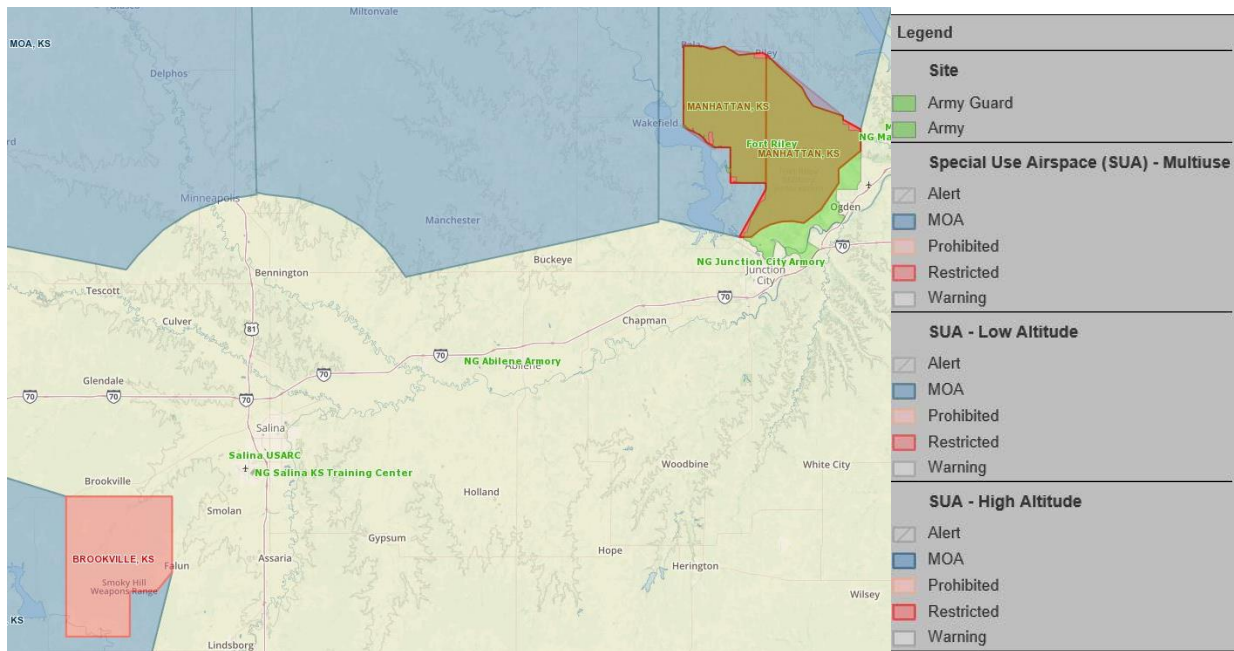 Glasco
Miltonvale
MOA, KS
Delphos
Riley
MANHATTAN, KS
Wakefield
Fort Riley
MANHATTAN, KS
NG Ma
Minneapolis
Manchester
Ogden
70
Buckeye
NG Junction City Armory
Junction
City
Bennington
Tescott
70
Culver
Chapman
81
70
NG Abilene Armory
Abilene
70
Glendale
70
70
70
Salina
Salina USARC
NG Salina KS Training Center
Woodbine
White City
Brookville
Holland
Smolan
Gypsum
Hope
BROOKVILLE, KS
Falun
Assaria
Herington
Smoky Hill
Weapons Range
Wilsey
, KS
Lindsborg
Legend
Site
Army Guard
Army
Special Use Airspace (SUA) - Multiuse
Alert
MOA
Prohibited
Restricted
Warning
SUA - Low Altitude
Alert
MOA
Prohibited
Restricted
Warning
SUA - High Altitude
Alert
MOA
Prohibited
Restricted
Warning